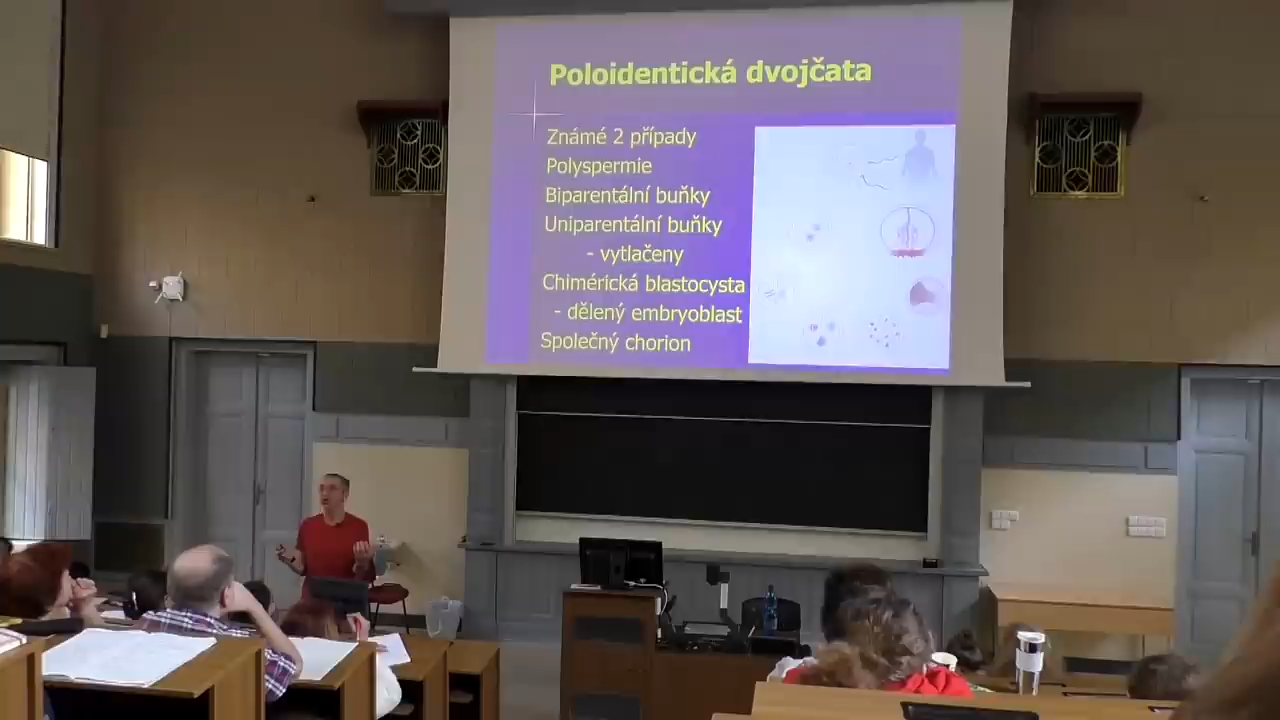 Poloidentická dvojčata
Známé 2 případy
Polyspermie
Biparentální buňky
Uniparentální buňky
- vytlačeny
Chimérická blastocysta
- dělený embryoblast
Společný chorion